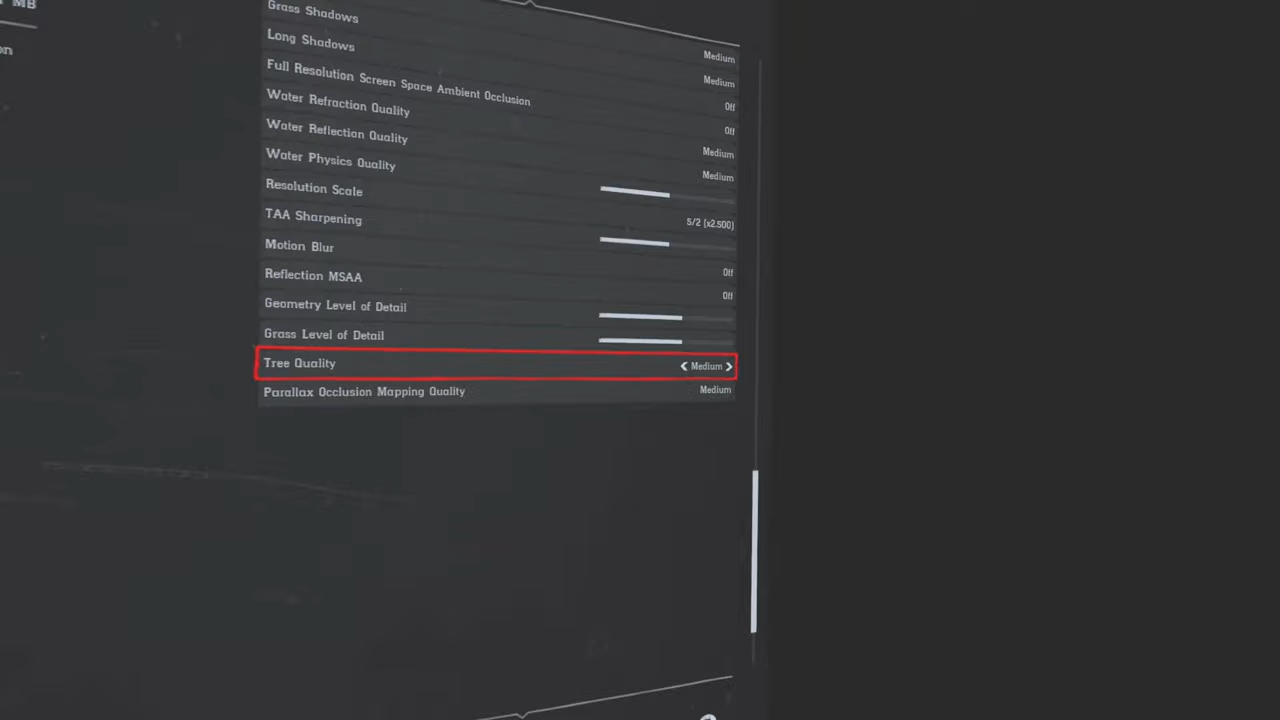 MB
on
Medium
Grass Shadows Medium
Long Shadows Off
Full Resolution Screen Space Ambient Occlusion Off
Water Refraction Quality Medium
Water Reflection Quality Medium
Water Physics Quality
Resolution Scale 5/2 (x2.500)
TAA Sharpening
Motion Blur Off
Reflection MSAA Off
Geometry Level of Detail
Grass Level of Detail
Tree Quality < Medium >
Parallax Occlusion Mapping Quality Medium